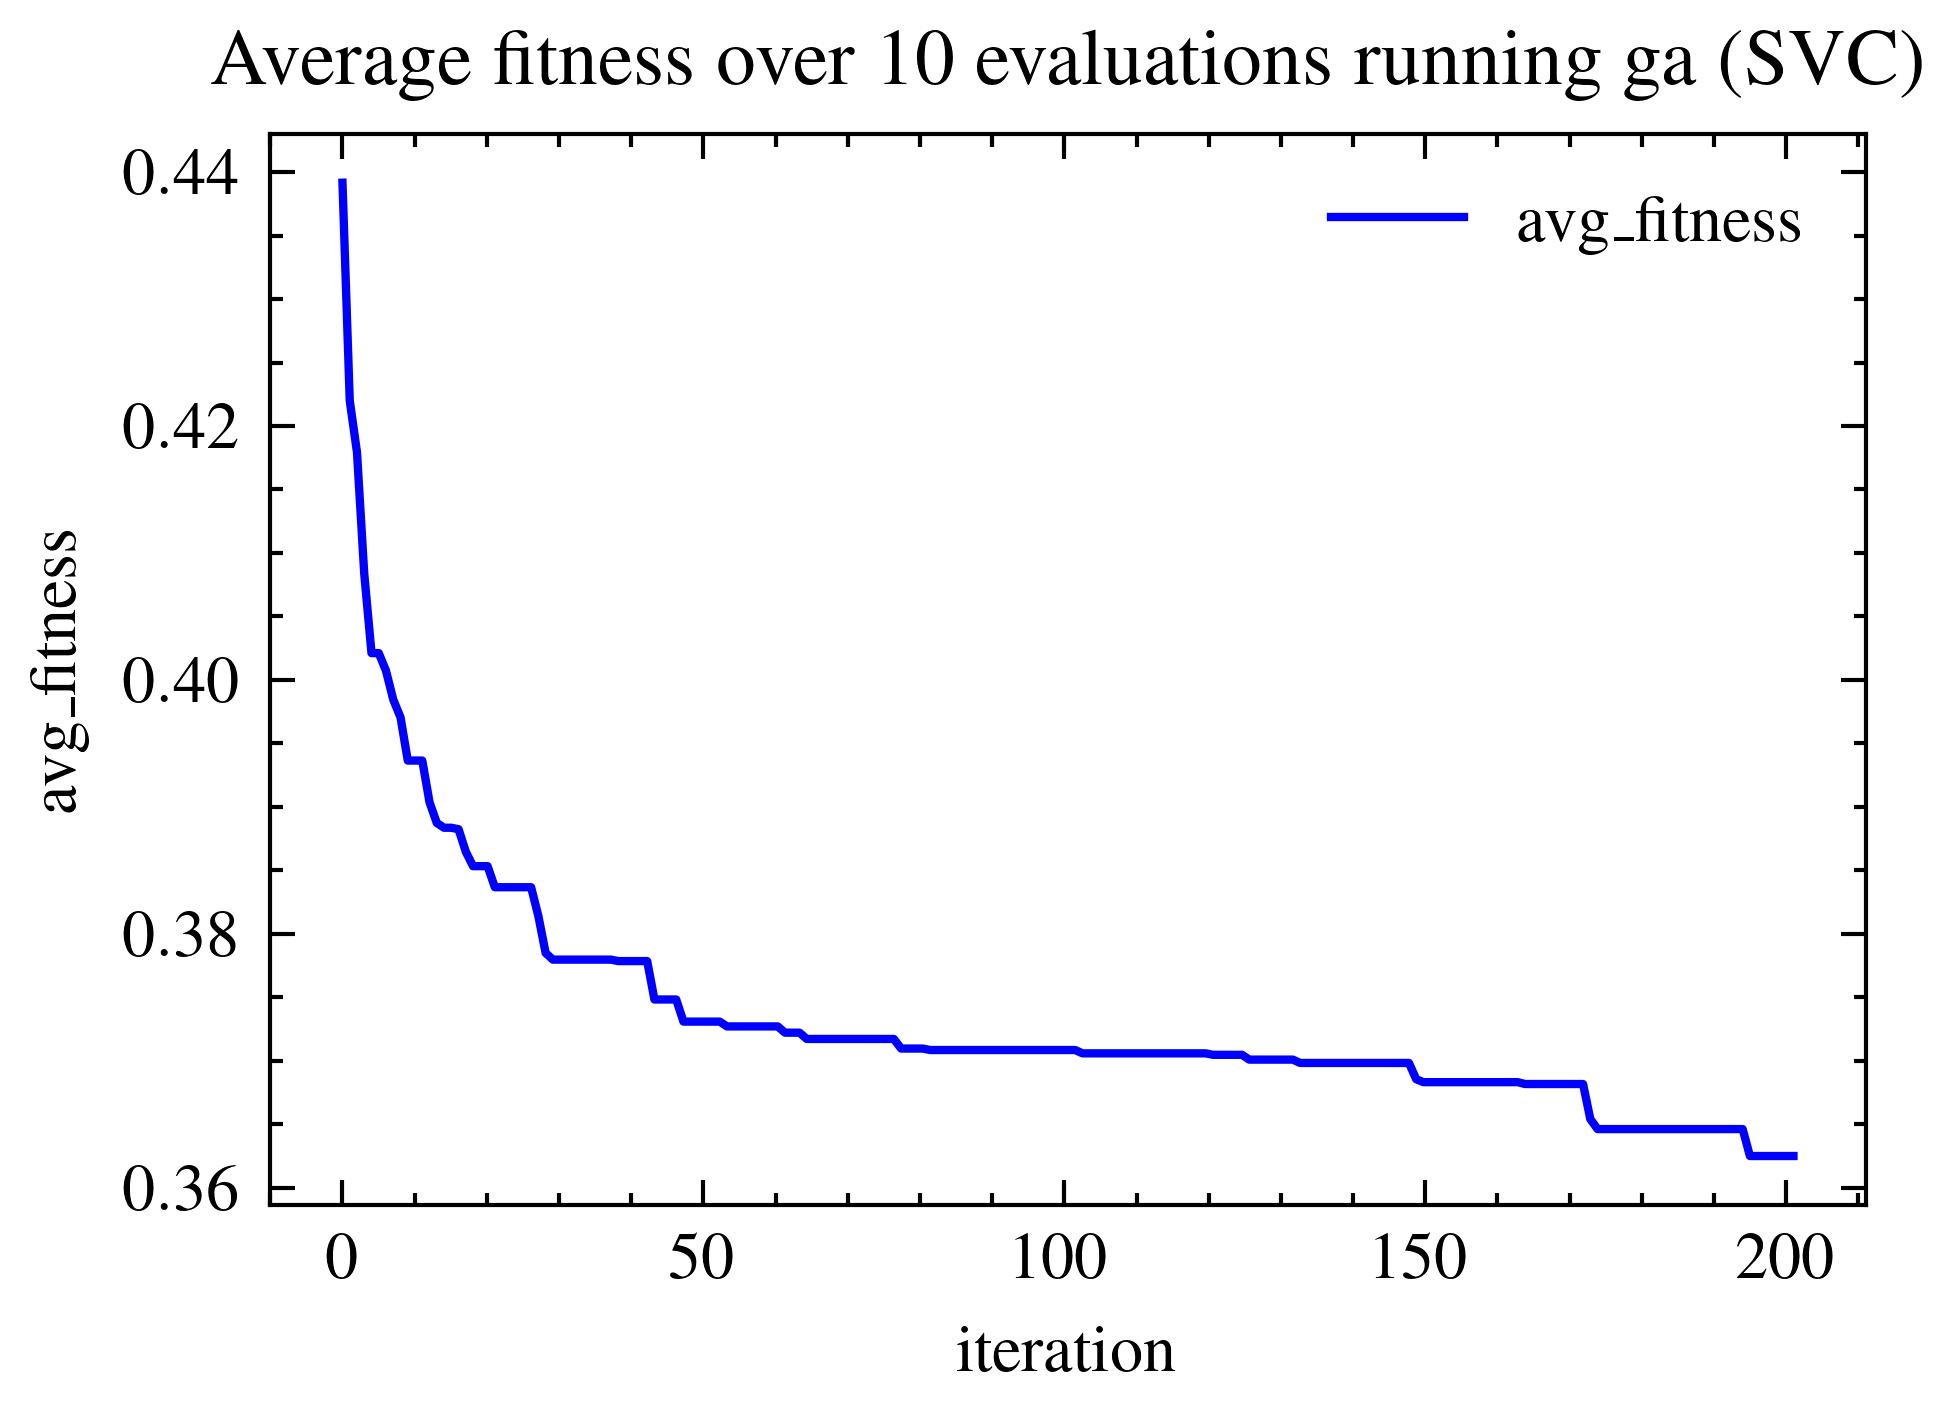 Average fitness over 10 evaluations running ga (SVC)
avg_fitness
0.44
0.42
0.40
0.38
0.36
avg_fitness
0 50 100 150 200
iteration